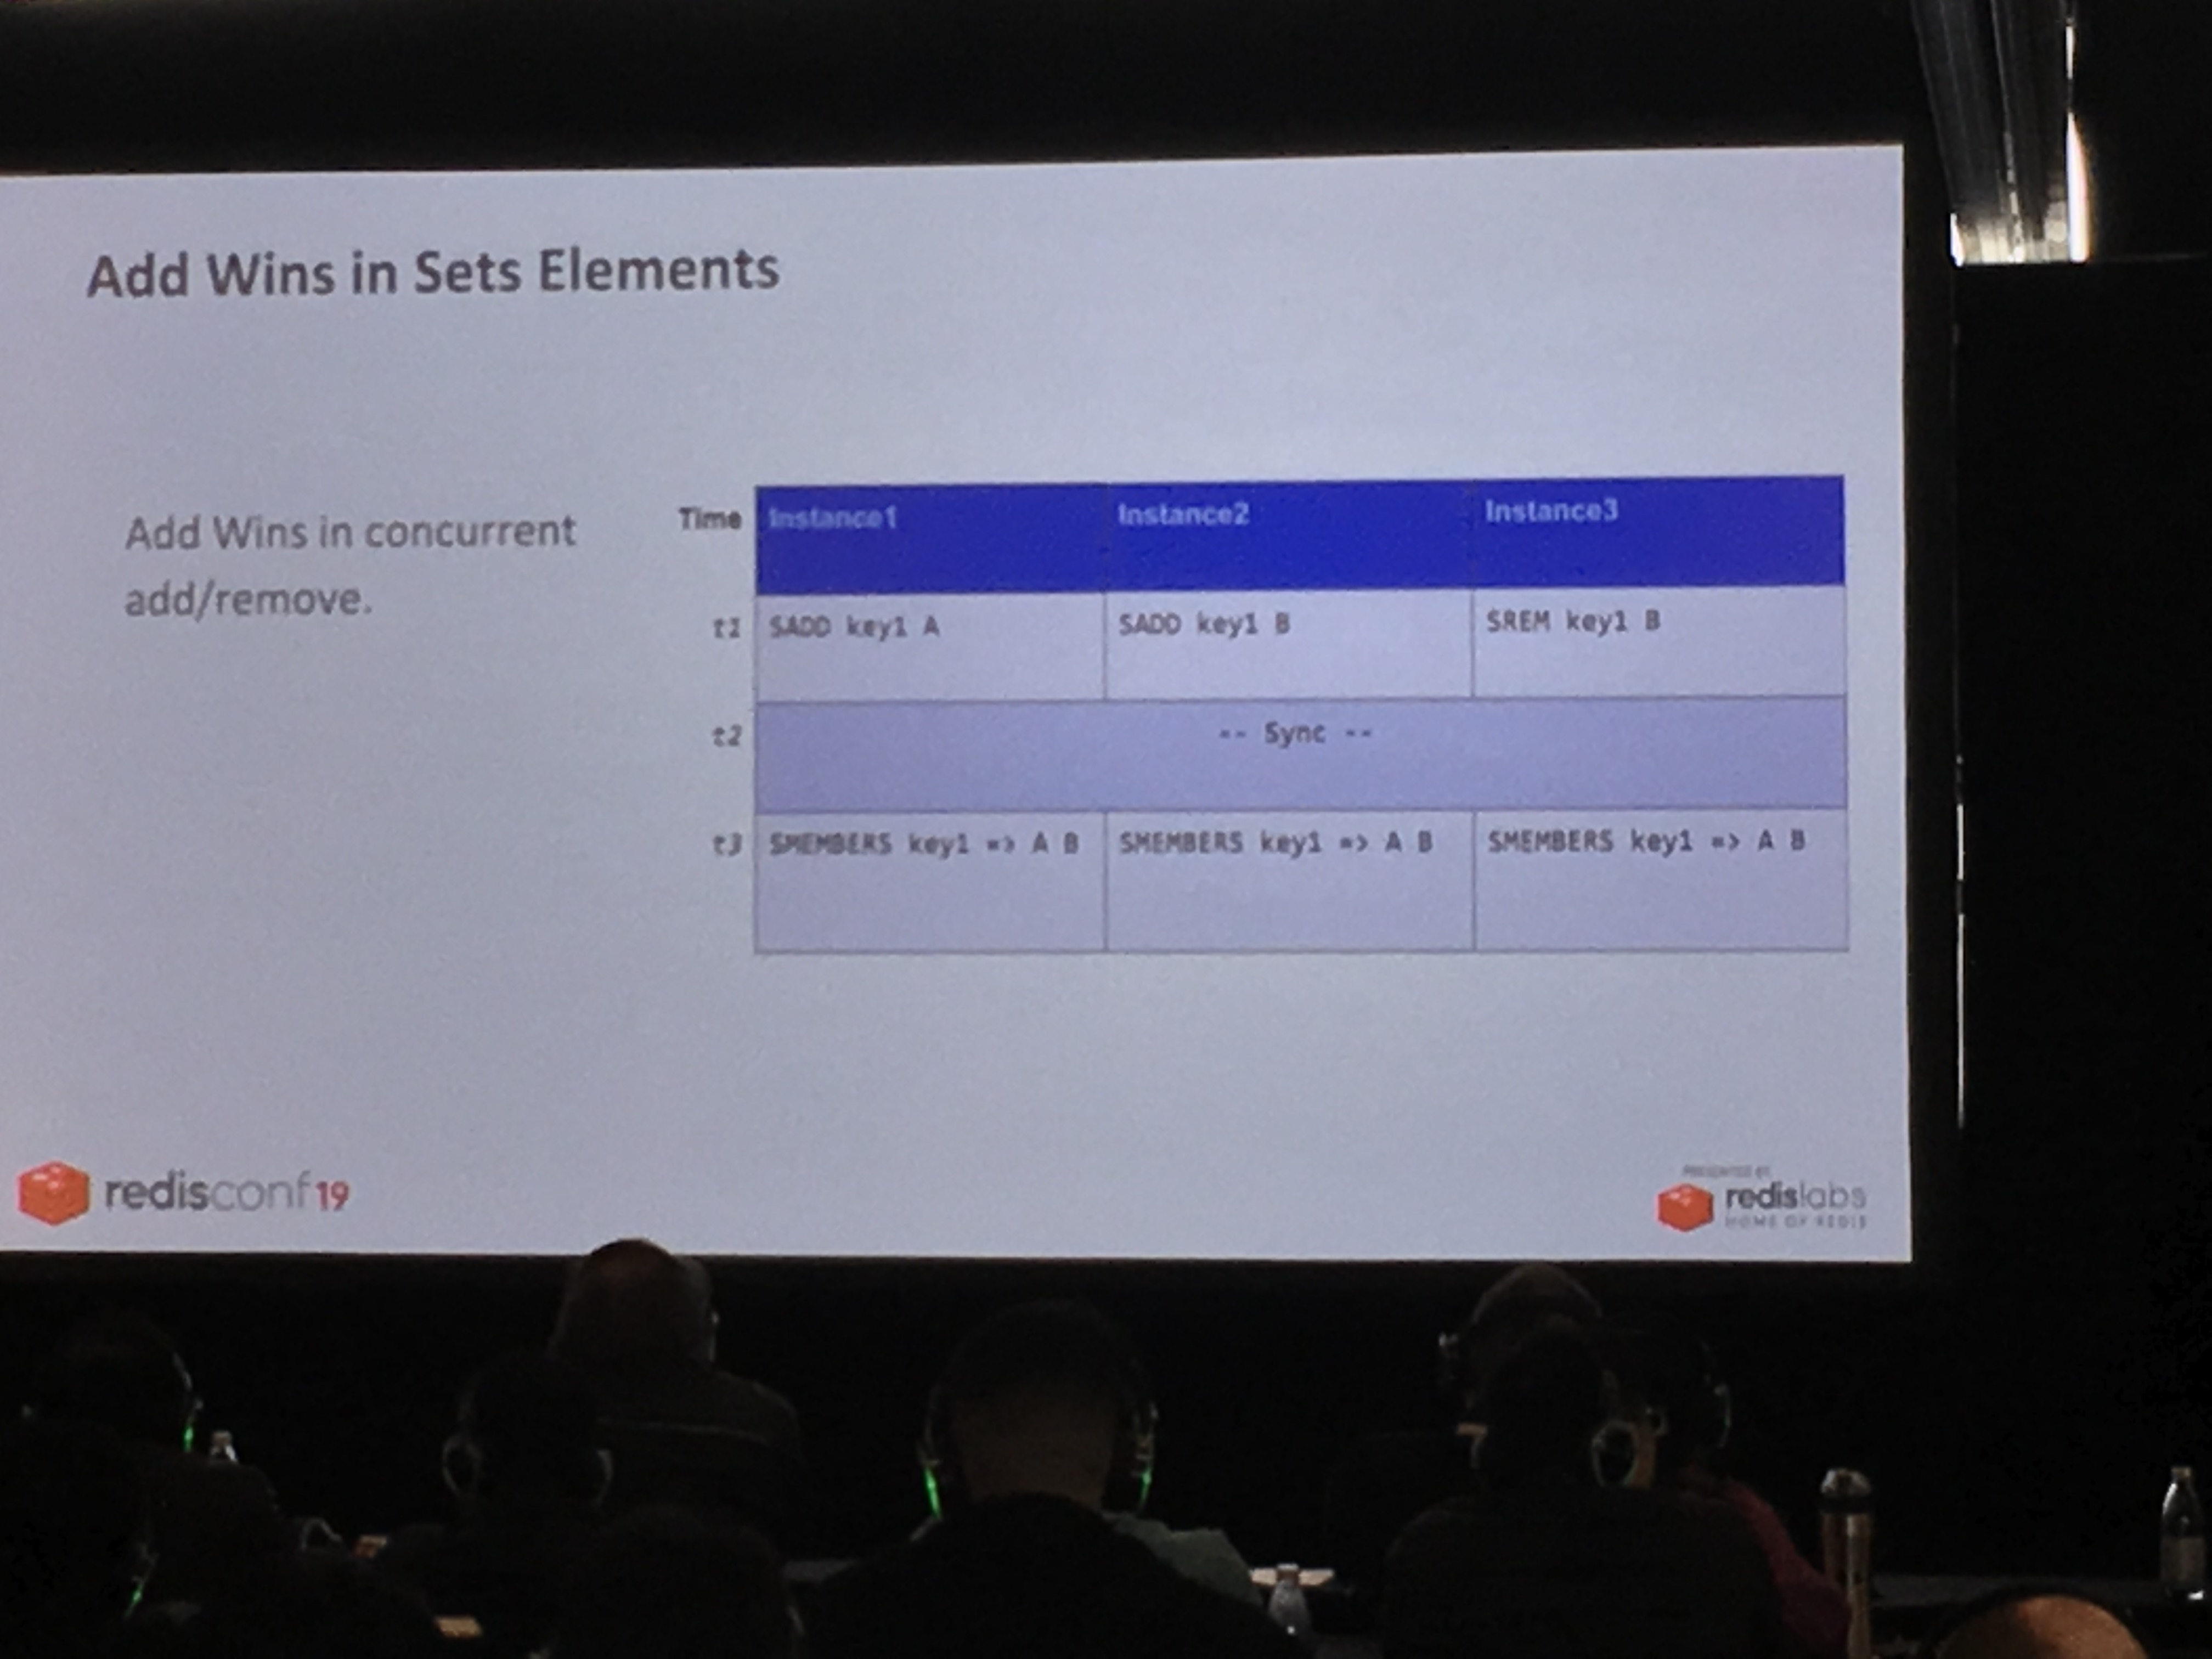 Add Wins in Sets Elements
Add Wins in concurrent
add/remove.
Time Instance1 Instance2 Instance3
t1 SADD key1 A SADD key1 B SREM key1 B
t2 -- Sync --
t3 SMEMBERS key1 => A B SMEMBERS key1 => A B SMEMBERS key1 => A B
redisconf19
PRESENTED BY
redislabs
HOME OF REDIS